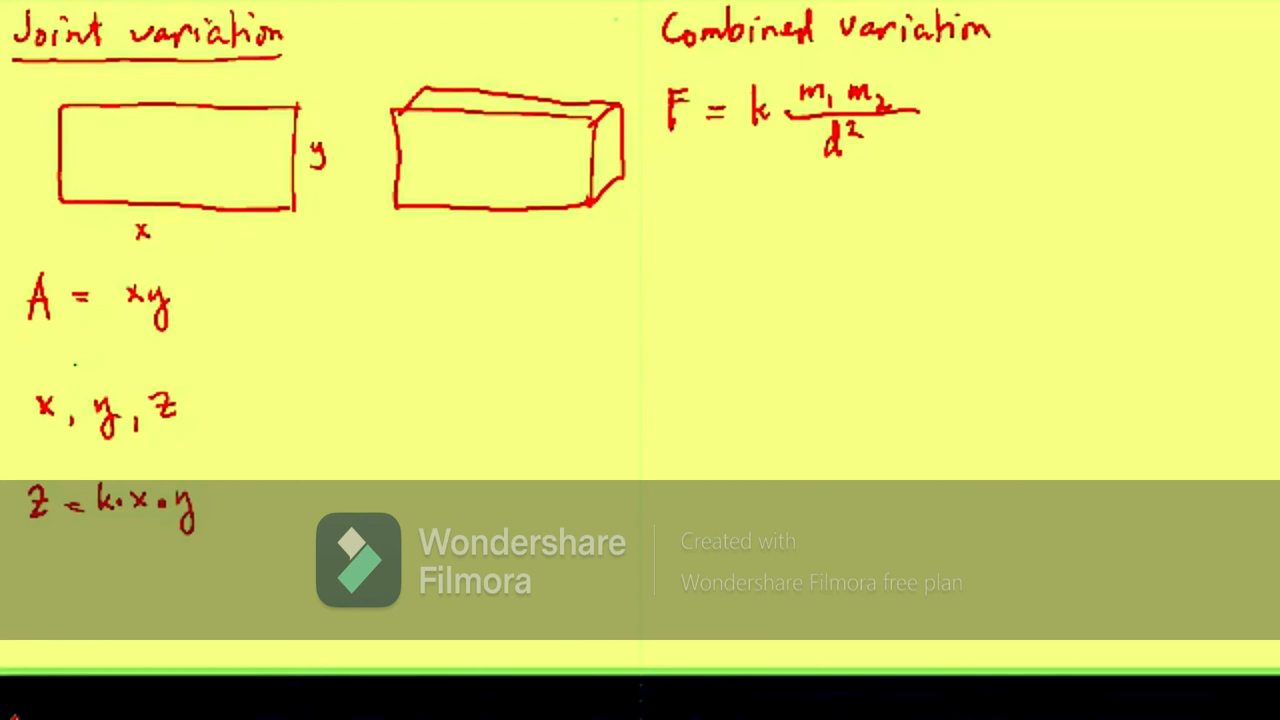 Joint variation
y
x
A = xy
x, y, z
z = k·x·y
Combined variation
F = k m₁ m₂ / d²
Wondershare
Filmora
Created with
Wondershare Filmora free plan